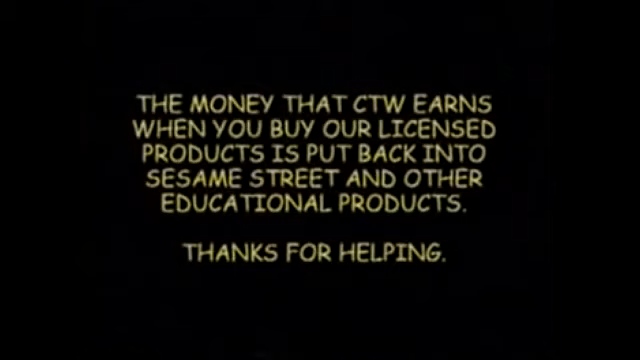 THE MONEY THAT CTW EARNS
WHEN YOU BUY OUR LICENSED
PRODUCTS IS PUT BACK INTO
SESAME STREET AND OTHER
EDUCATIONAL PRODUCTS.
THANKS FOR HELPING.